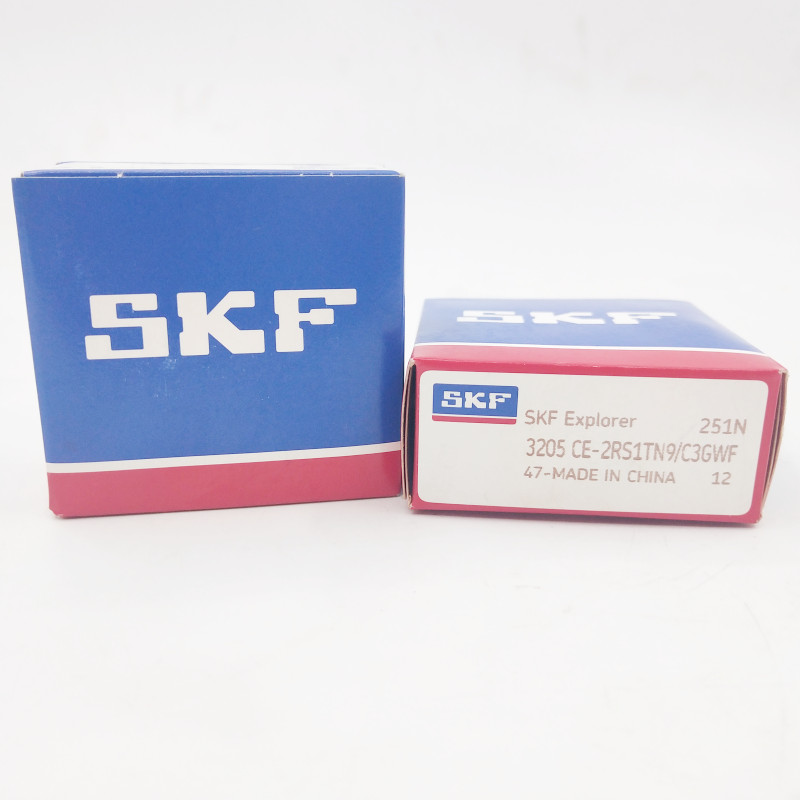 SKF
SKF
SKF
SKF Explorer 251N
3205 CE-2RS1TN9/C3GWF
47-MADE IN CHINA 12